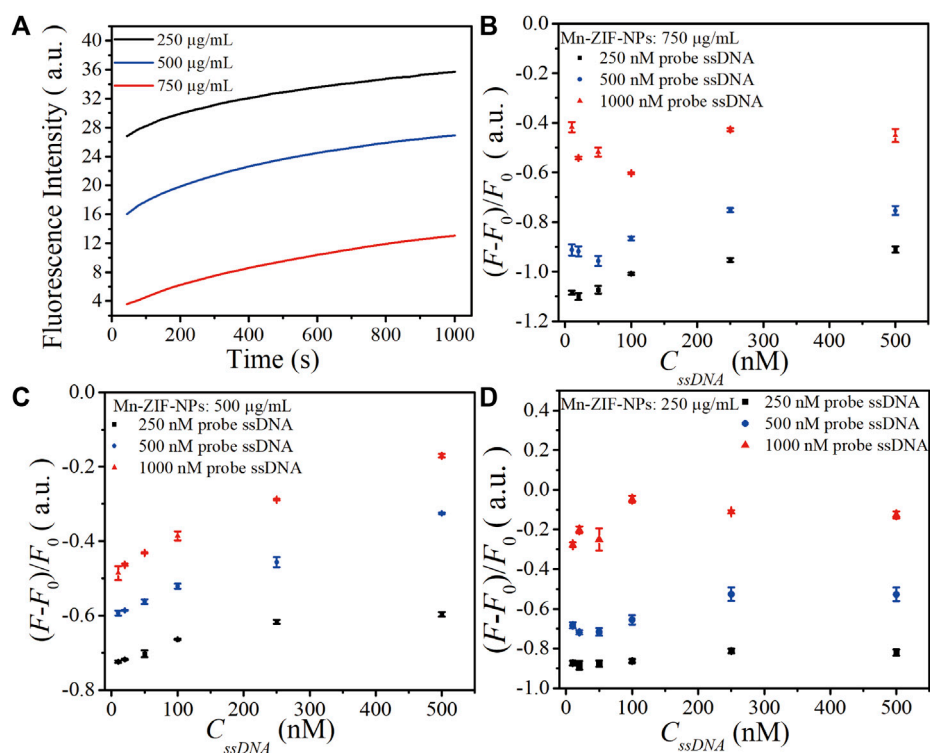 A
Fluorescence Intensity ( a.u.)
40
36
32
28
24
20
16
12
8
4
250 µg/mL
500 µg/mL
750 µg/mL
0 200 400 600 800 1000
Time (s)
B
(F-F0)/F0 ( a.u.)
0.0
-0.2
-0.4
-0.6
-0.8
-1.0
-1.2
Mn-ZIF-NPs: 750 µg/mL
250 nM probe ssDNA
500 nM probe ssDNA
1000 nM probe ssDNA
0 100 200 300 400 500
CssDNA (nM)
C
(F-F0)/F0 ( a.u.)
0.0
-0.2
-0.4
-0.6
-0.8
Mn-ZIF-NPs: 500 µg/mL
250 nM probe ssDNA
500 nM probe ssDNA
1000 nM probe ssDNA
0 100 200 300 400 500
CssDNA (nM)
D
(F-F0)/F0 ( a.u.)
0.4
0.2
0.0
-0.2
-0.4
-0.6
-0.8
-1.0
Mn-ZIF-NPs: 250 µg/mL
250 nM probe ssDNA
500 nM probe ssDNA
1000 nM probe ssDNA
0 100 200 300 400 500
CssDNA (nM)